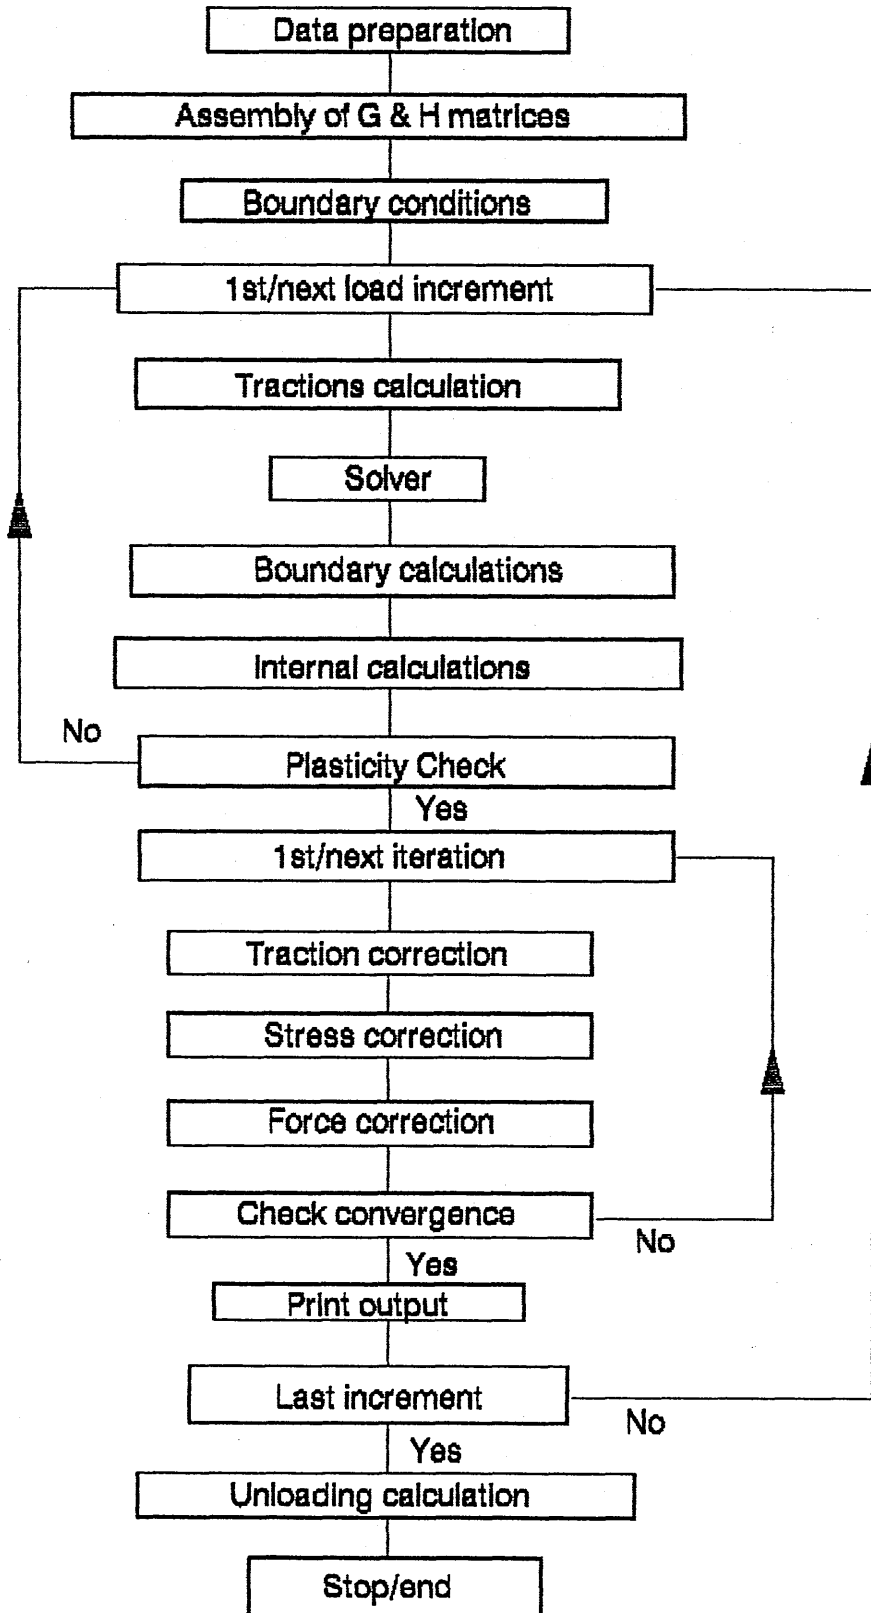 Data preparation
Assembly of G & H matrices
Boundary conditions
1st/next load increment
Tractions calculation
Solver
Boundary calculations
Internal calculations
No
Plasticity Check
Yes
1st/next iteration
Traction correction
Stress correction
Force correction
Check convergence
No
Yes
Print output
Last increment
No
Yes
Unloading calculation
Stop/end